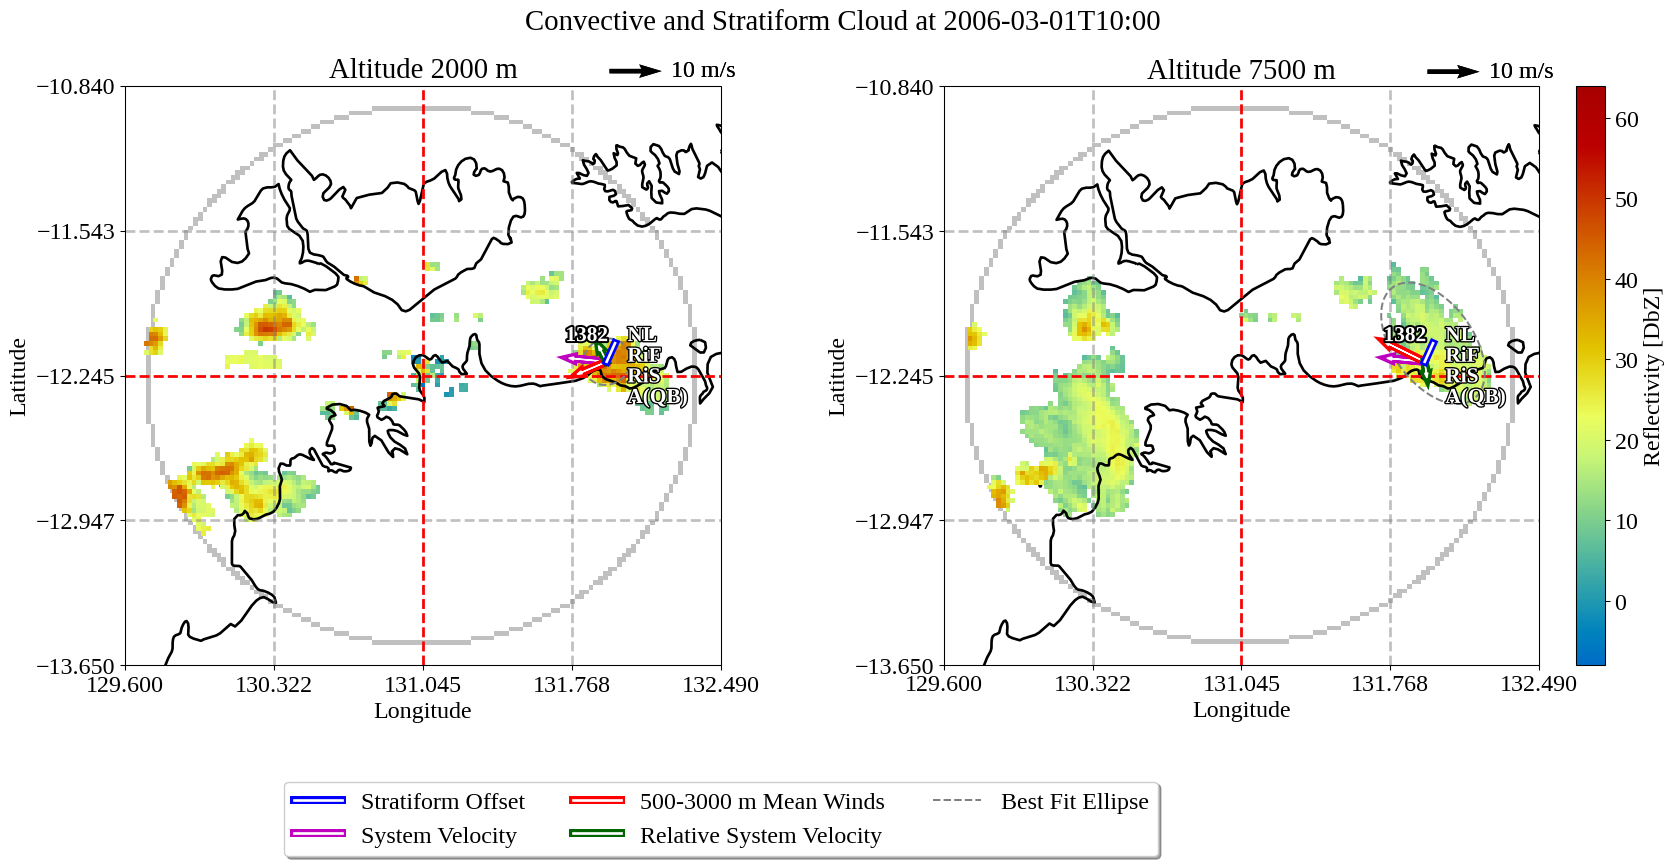 Convective and Stratiform Cloud at 2006-03-01T10:00
Altitude 2000 m
10 m/s
Altitude 7500 m
10 m/s
−10.840
−11.543
−12.245
−12.947
−13.650
Latitude
129.600
130.322
131.045
131.768
132.490
Longitude
1382
NL
RiF
RiS
A(QB)
−10.840
−11.543
−12.245
−12.947
−13.650
Latitude
129.600
130.322
131.045
131.768
132.490
Longitude
1382
NL
RiF
RiS
A(QB)
60
50
40
30
20
10
0
Reflectivity [DbZ]
Stratiform Offset
System Velocity
500-3000 m Mean Winds
Relative System Velocity
Best Fit Ellipse